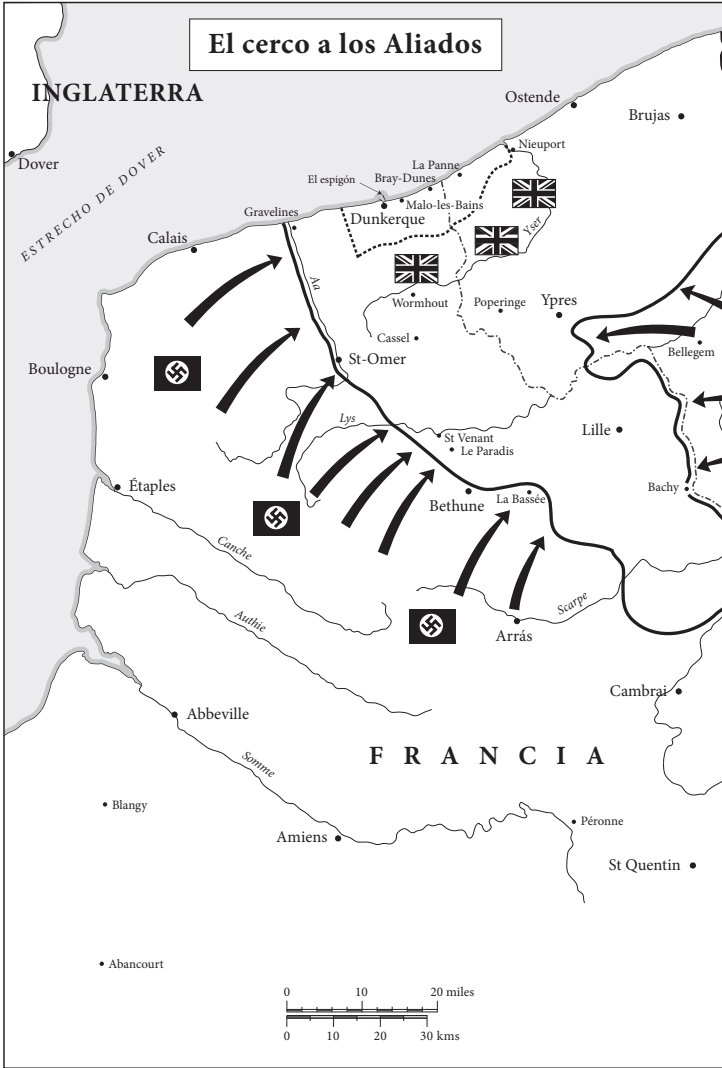 El cerco a los Aliados
INGLATERRA
Ostende
Brujas
Dover
Nieuport
ESTRECHO DE DOVER
La Panne
El espigón
Bray-Dunes
Malo-les-Bains
Dunkerque
Gravelines
Calais
Yser
Aa
Wormhout
Poperinge
Ypres
Cassel
Bellegem
St-Omer
Boulogne
Lys
St Venant
Le Paradis
Lille
Étaples
Bethune
La Bassée
Bachy
Canche
Authie
Scarpe
Arrás
Cambrai
Abbeville
FRANCIA
Somme
Blangy
Péronne
Amiens
St Quentin
Abancourt
0 10 20 miles
0 10 20 30 kms